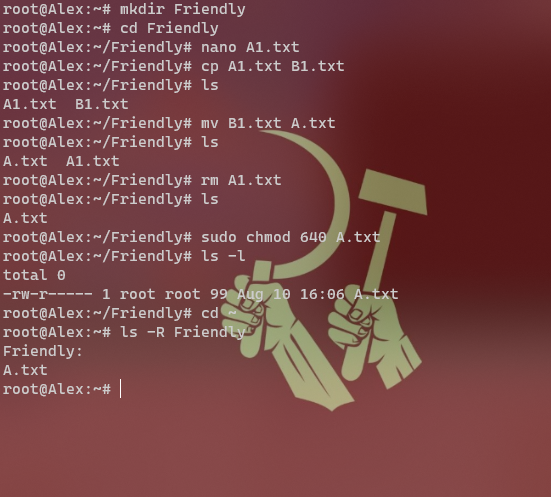 root@Alex:~# mkdir Friendly
root@Alex:~# cd Friendly
root@Alex:~/Friendly# nano A1.txt
root@Alex:~/Friendly# cp A1.txt B1.txt
root@Alex:~/Friendly# ls
A1.txt  B1.txt
root@Alex:~/Friendly# mv B1.txt A.txt
root@Alex:~/Friendly# ls
A.txt  A1.txt
root@Alex:~/Friendly# rm A1.txt
root@Alex:~/Friendly# ls
A.txt
root@Alex:~/Friendly# sudo chmod 640 A.txt
root@Alex:~/Friendly# ls -l
total 0
-rw-r----- 1 root root 99 Aug 10 16:06 A.txt
root@Alex:~/Friendly# cd ~
root@Alex:~# ls -R Friendly
Friendly:
A.txt
root@Alex:~#